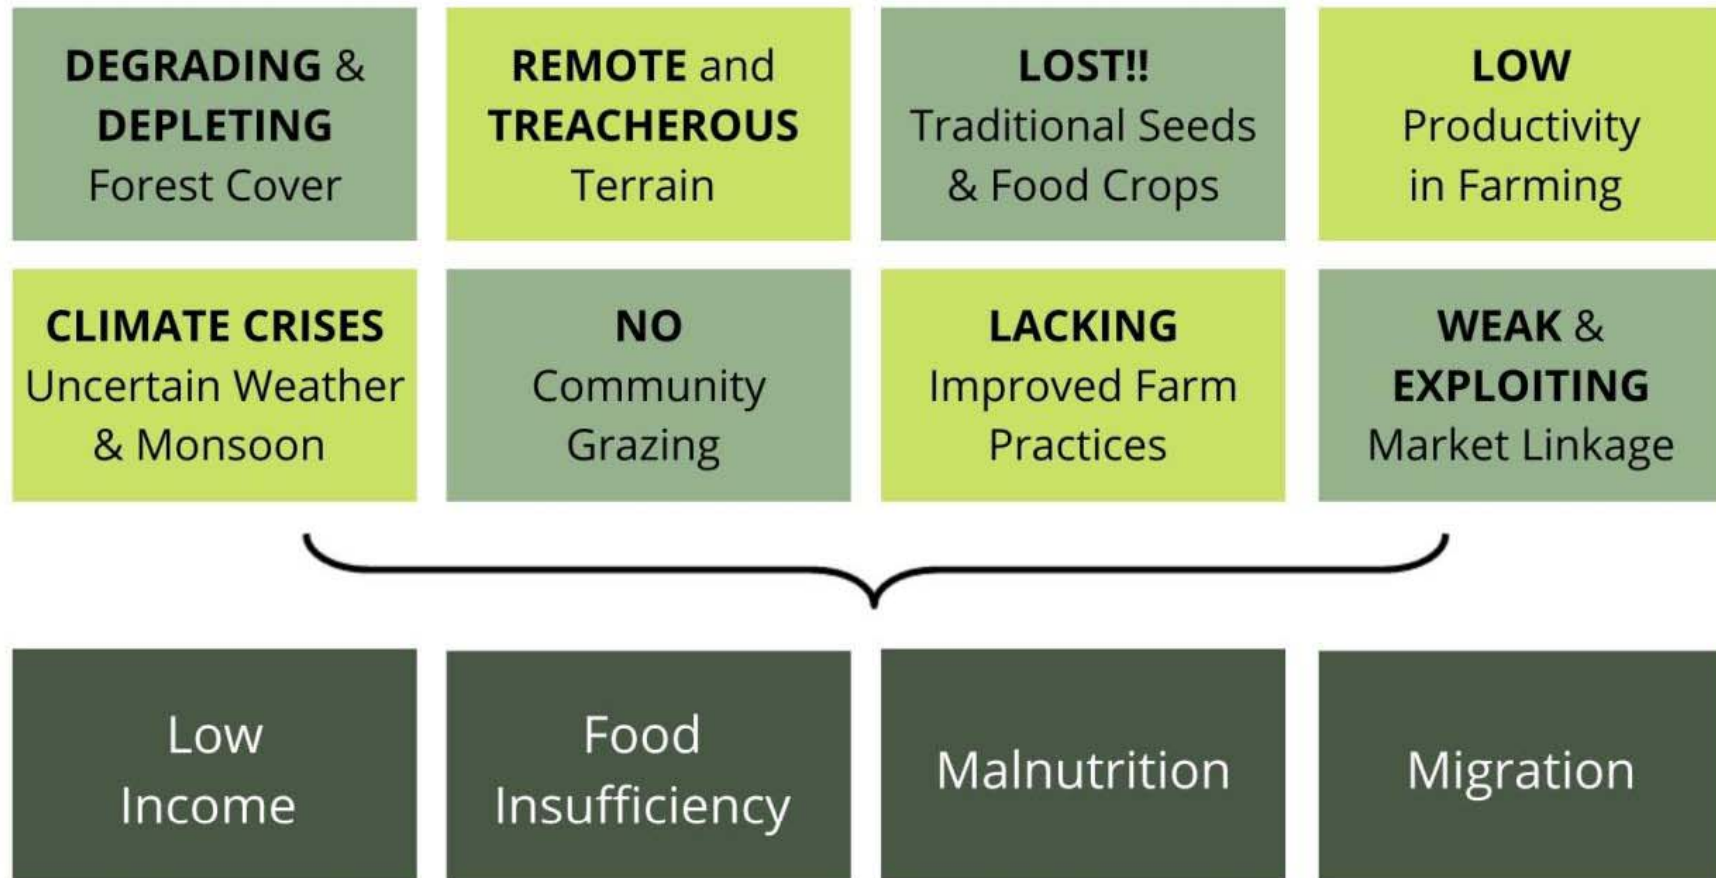 DEGRADING &
DEPLETING
Forest Cover
REMOTE and
TREACHEROUS
Terrain
LOST!!
Traditional Seeds
& Food Crops
LOW
Productivity
in Farming
CLIMATE CRISES
Uncertain Weather
& Monsoon
NO
Community
Grazing
LACKING
Improved Farm
Practices
WEAK &
EXPLOITING
Market Linkage
Low
Income
Food
Insufficiency
Malnutrition
Migration